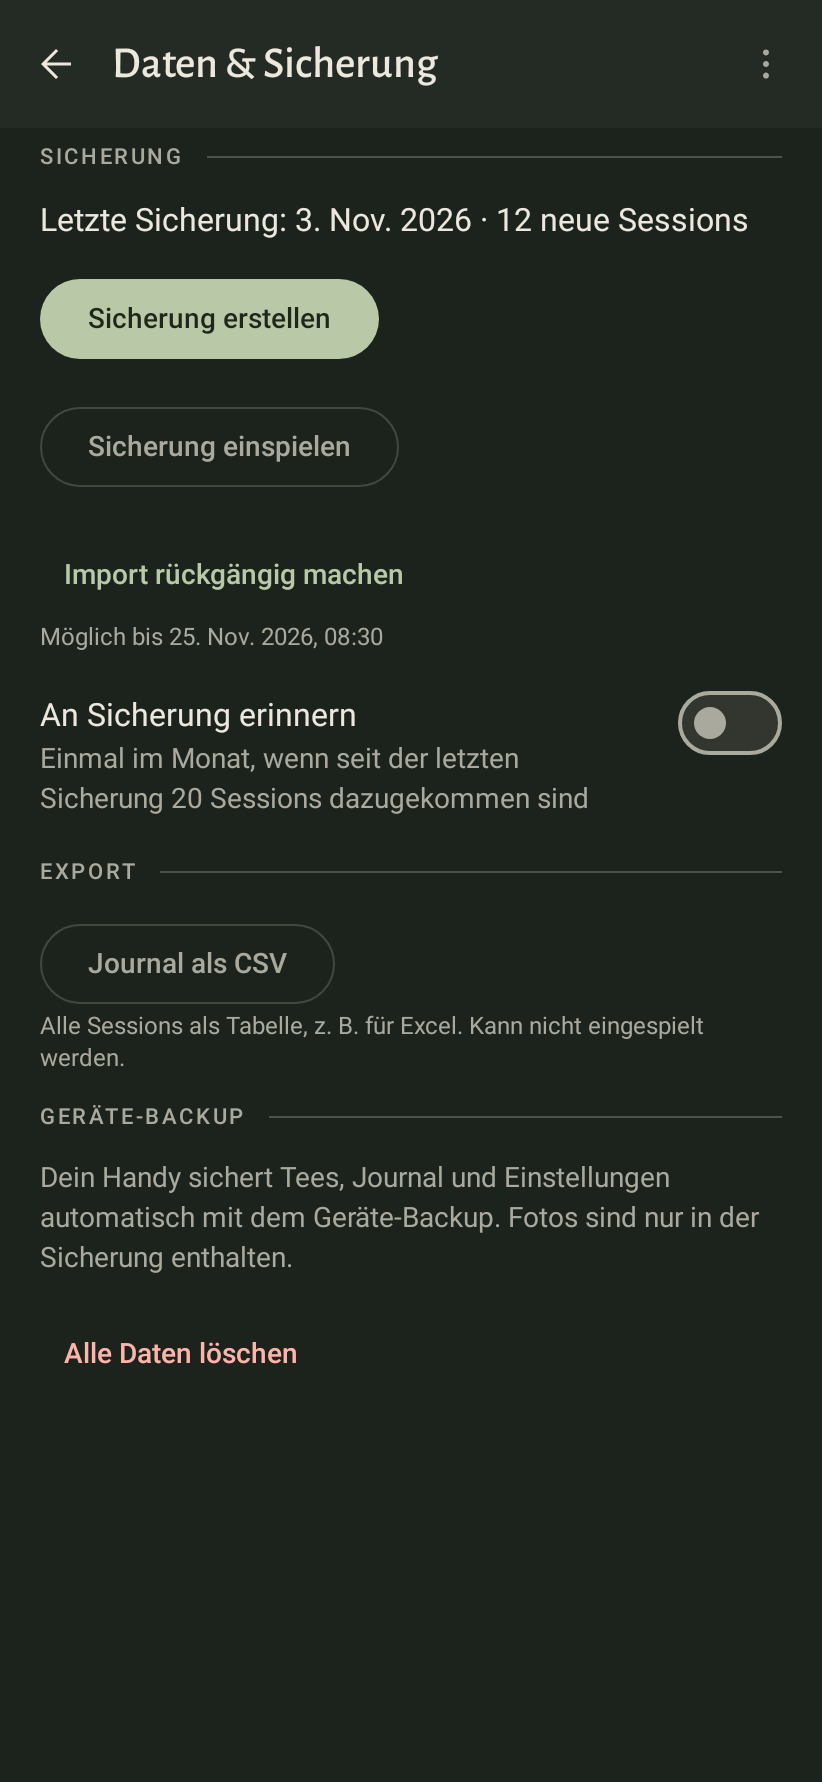 Daten & Sicherung
SICHERUNG
Letzte Sicherung: 3. Nov. 2026 · 12 neue Sessions
Sicherung erstellen
Sicherung einspielen
Import rückgängig machen
Möglich bis 25. Nov. 2026, 08:30
An Sicherung erinnern
Einmal im Monat, wenn seit der letzten
Sicherung 20 Sessions dazugekommen sind
EXPORT
Journal als CSV
Alle Sessions als Tabelle, z. B. für Excel. Kann nicht eingespielt
werden.
GERÄTE-BACKUP
Dein Handy sichert Tees, Journal und Einstellungen
automatisch mit dem Geräte-Backup. Fotos sind nur in der
Sicherung enthalten.
Alle Daten löschen